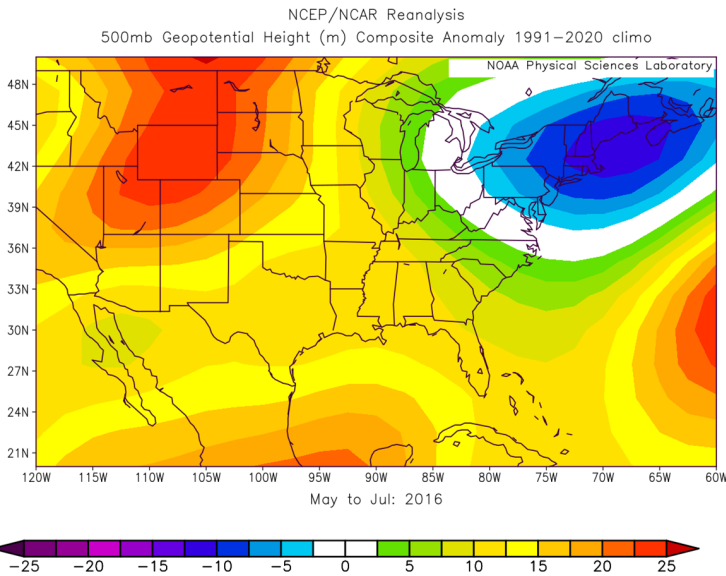 NCEP/NCAR Reanalysis
500mb Geopotential Height (m) Composite Anomaly 1991−2020 climo
NOAA Physical Sciences Laboratory
48N
45N
42N
39N
36N
33N
30N
27N
24N
21N
120W 115W 110W 105W 100W 95W 90W 85W 80W 75W 70W 65W 60W
May to Jul: 2016
−25 −20 −15 −10 −5 0 5 10 15 20 25